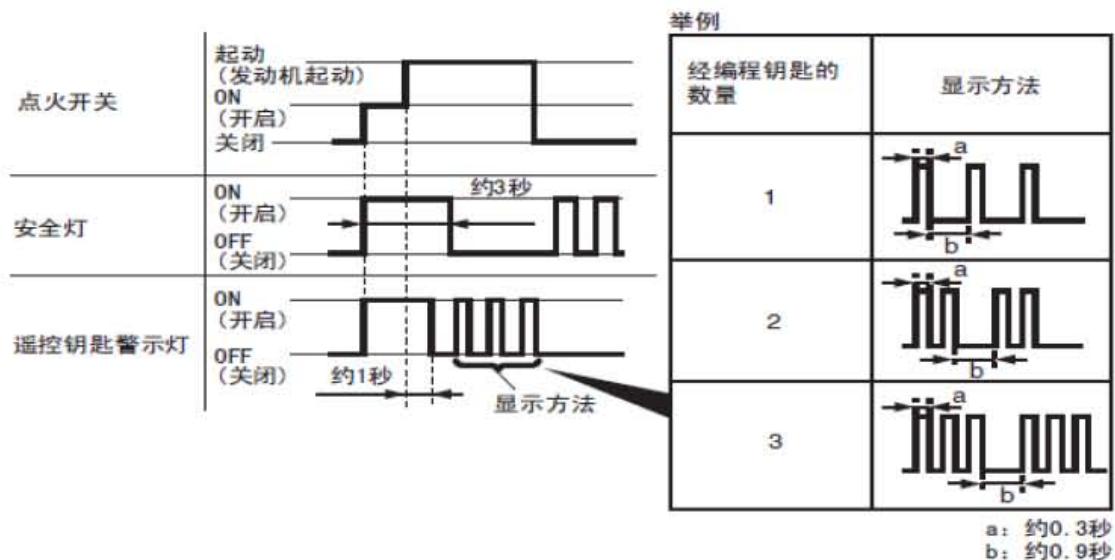 点火开关
起动
（发动机起动）
ON
（开启）
关闭
安全灯
ON
（开启）
OFF
（关闭）
约3秒
遥控钥匙警示灯
ON
（开启）
OFF
（关闭）
约1秒
显示方法
举例
经编程钥匙的
数量
显示方法
1
a
b
2
a
b
3
a
b
a: 约0.3秒
b: 约0.9秒